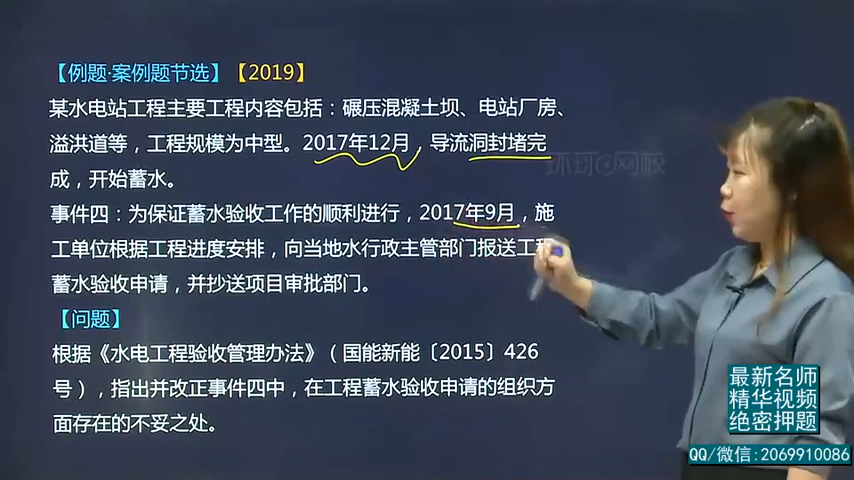 【例题·案例题节选】【2019】
某水电站工程主要工程内容包括：碾压混凝土坝、电站厂房、
溢洪道等，工程规模为中型。2017年12月，导流洞封堵完
成，开始蓄水。
环球网校
事件四：为保证蓄水验收工作的顺利进行，2017年9月，施
工单位根据工程进度安排，向当地水行政主管部门报送工程
蓄水验收申请，并抄送项目审批部门。
【问题】
根据《水电工程验收管理办法》（国能新能〔2015〕426
号），指出并改正事件四中，在工程蓄水验收申请的组织方
面存在的不妥之处。
最新名师
精华视频
绝密押题
QQ/微信:2069910086